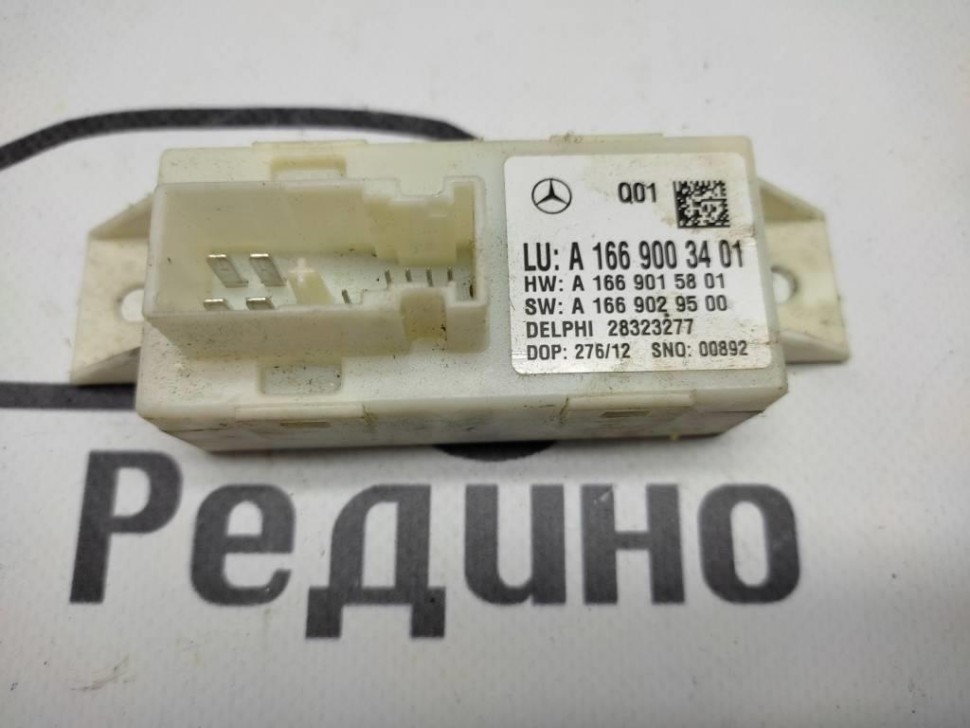 Q01
LU: A 166 900 34 01
HW: A 166 901 58 01
SW: A 166 902 95 00
DELPHI 28323277
DOP: 276/12 SNO: 00892
Редино